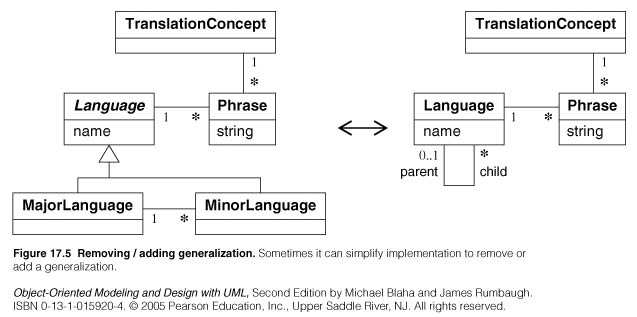 TranslationConcept
1
*
Language
name
1
*
Phrase
string
MajorLanguage
1
*
MinorLanguage
TranslationConcept
1
*
Language
name
1
*
Phrase
string
0..1
*
parent
child
Figure 17.5 Removing / adding generalization. Sometimes it can simplify implementation to remove or
add a generalization.
Object-Oriented Modeling and Design with UML, Second Edition by Michael Blaha and James Rumbaugh.
ISBN 0-13-1-015920-4. © 2005 Pearson Education, Inc., Upper Saddle River, NJ. All rights reserved.